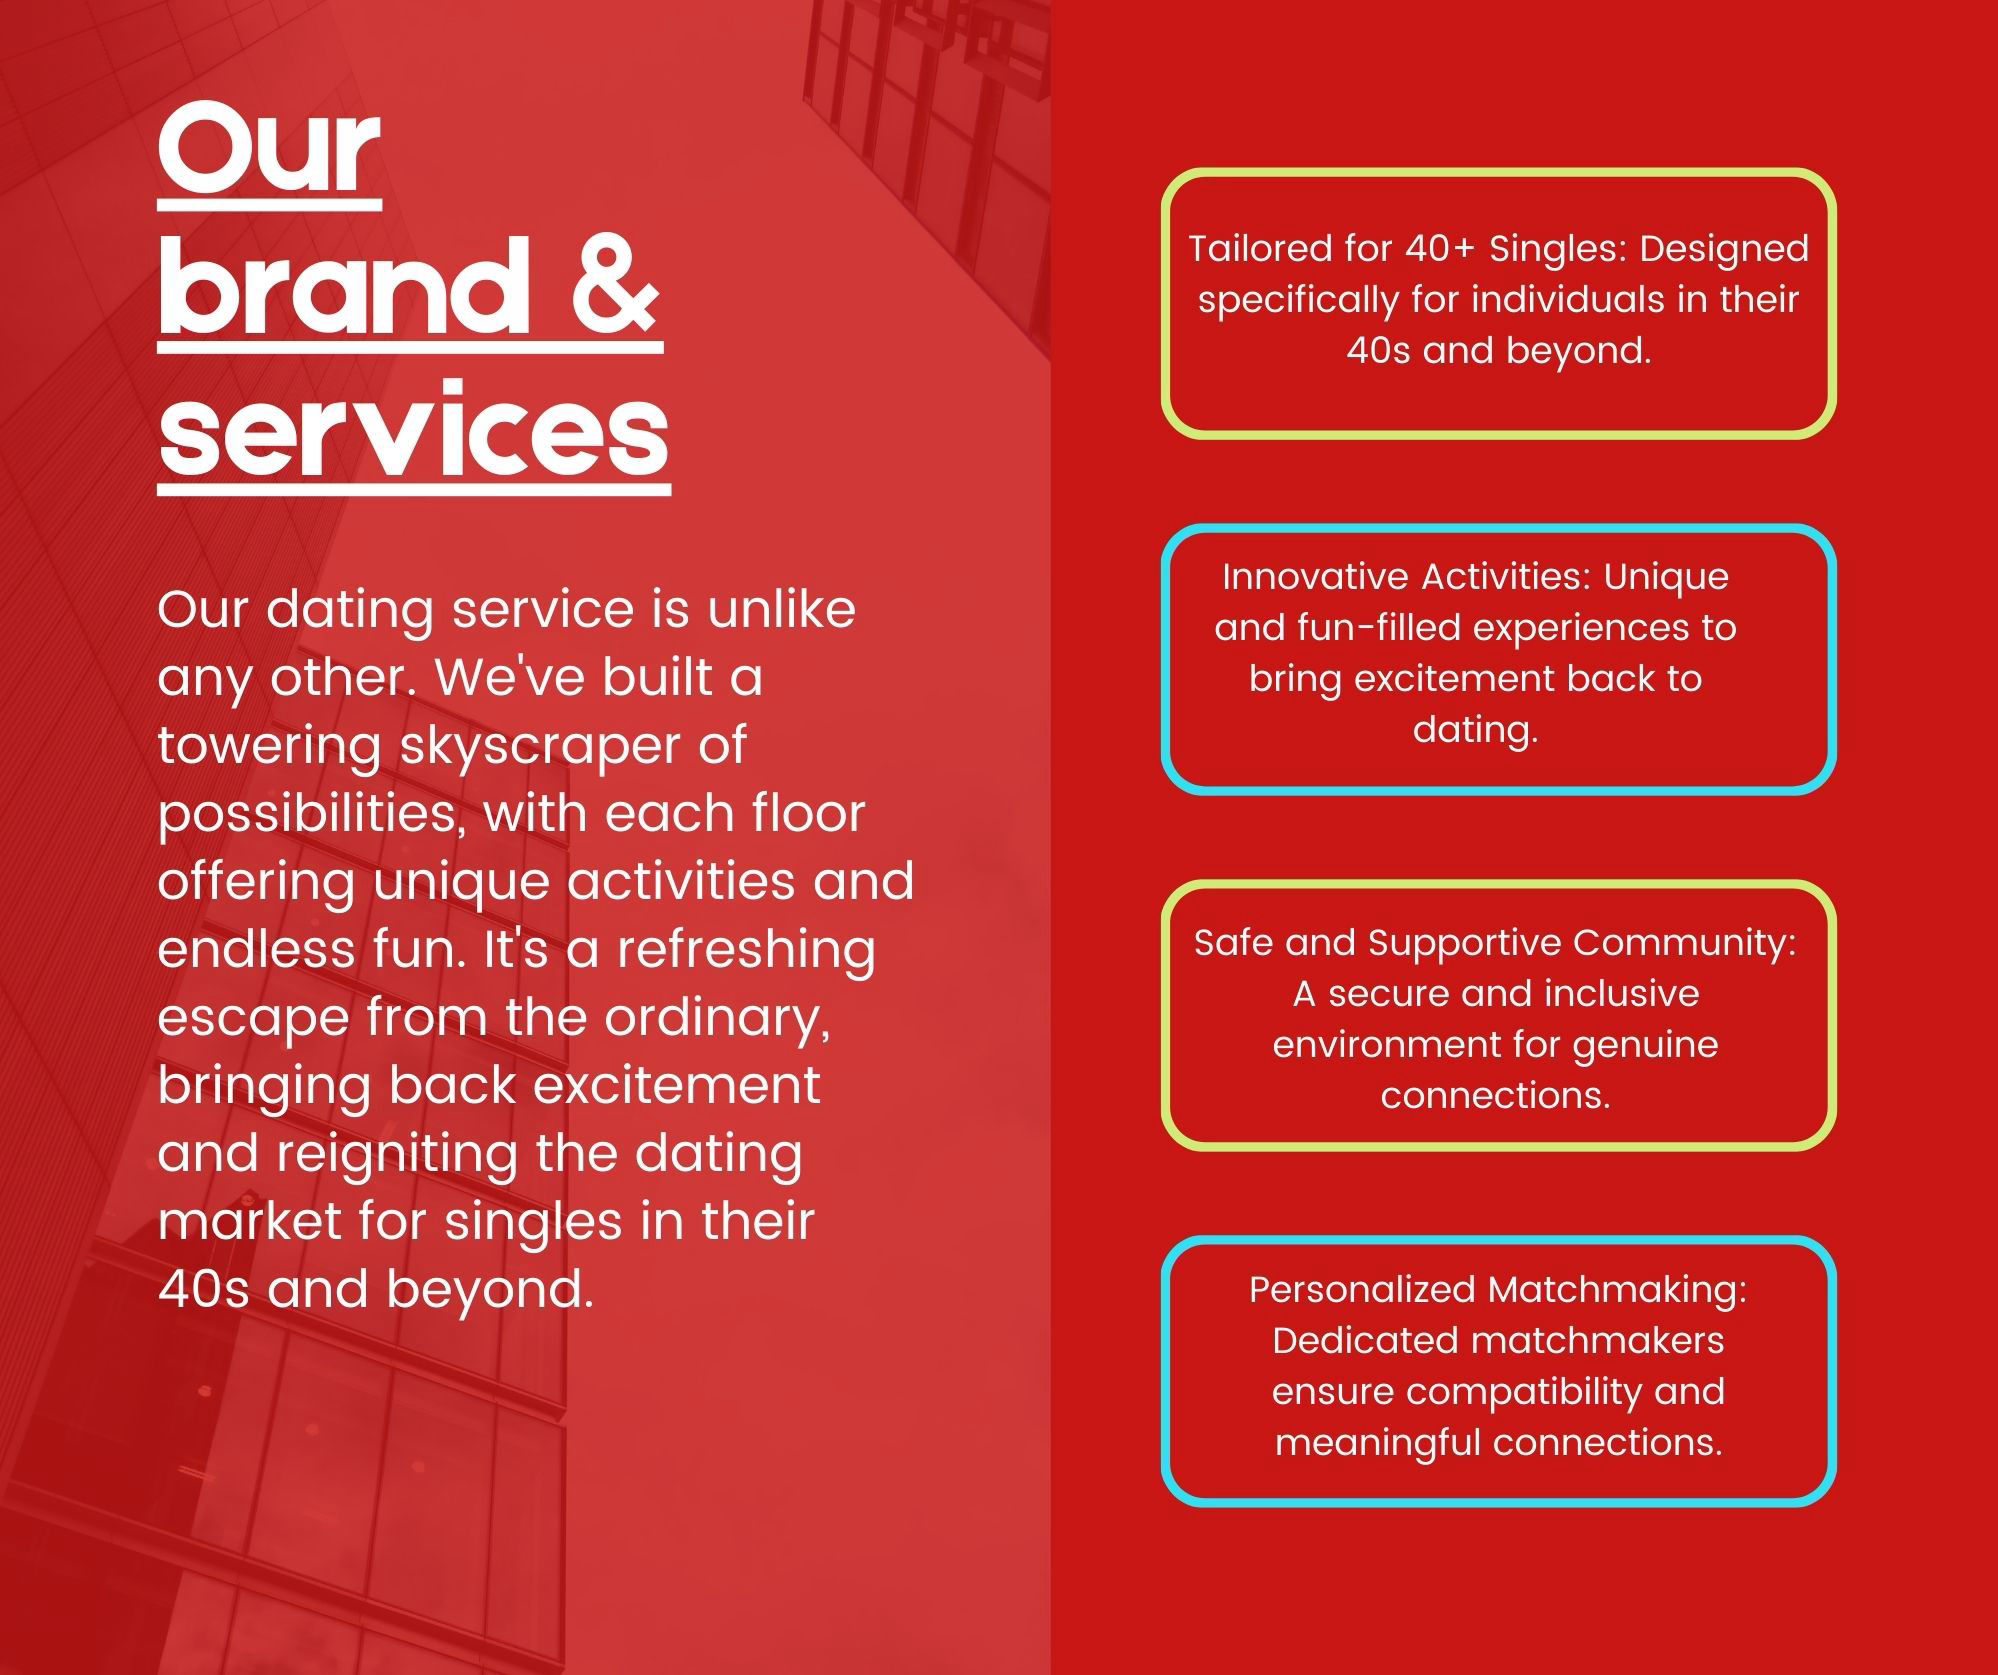 Our
brand &
services
Our dating service is unlike
any other. We've built a
towering skyscraper of
possibilities, with each floor
offering unique activities and
endless fun. It's a refreshing
escape from the ordinary,
bringing back excitement
and reigniting the dating
market for singles in their
40s and beyond.
Tailored for 40+ Singles: Designed
specifically for individuals in their
40s and beyond.
Innovative Activities: Unique
and fun-filled experiences to
bring excitement back to
dating.
Safe and Supportive Community:
A secure and inclusive
environment for genuine
connections.
Personalized Matchmaking:
Dedicated matchmakers
ensure compatibility and
meaningful connections.